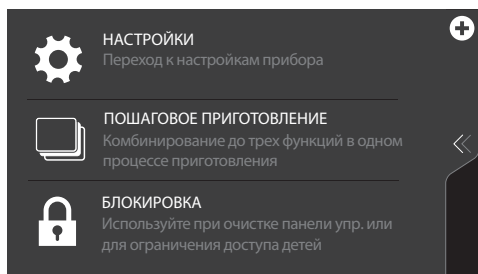 НАСТРОЙКИ
Переход к настройкам прибора
ПОШАГОВОЕ ПРИГОТОВЛЕНИЕ
Комбинирование до трех функций в одном
процессе приготовления
БЛОКИРОВКА
Используйте при очистке панели упр. или
для ограничения доступа детей